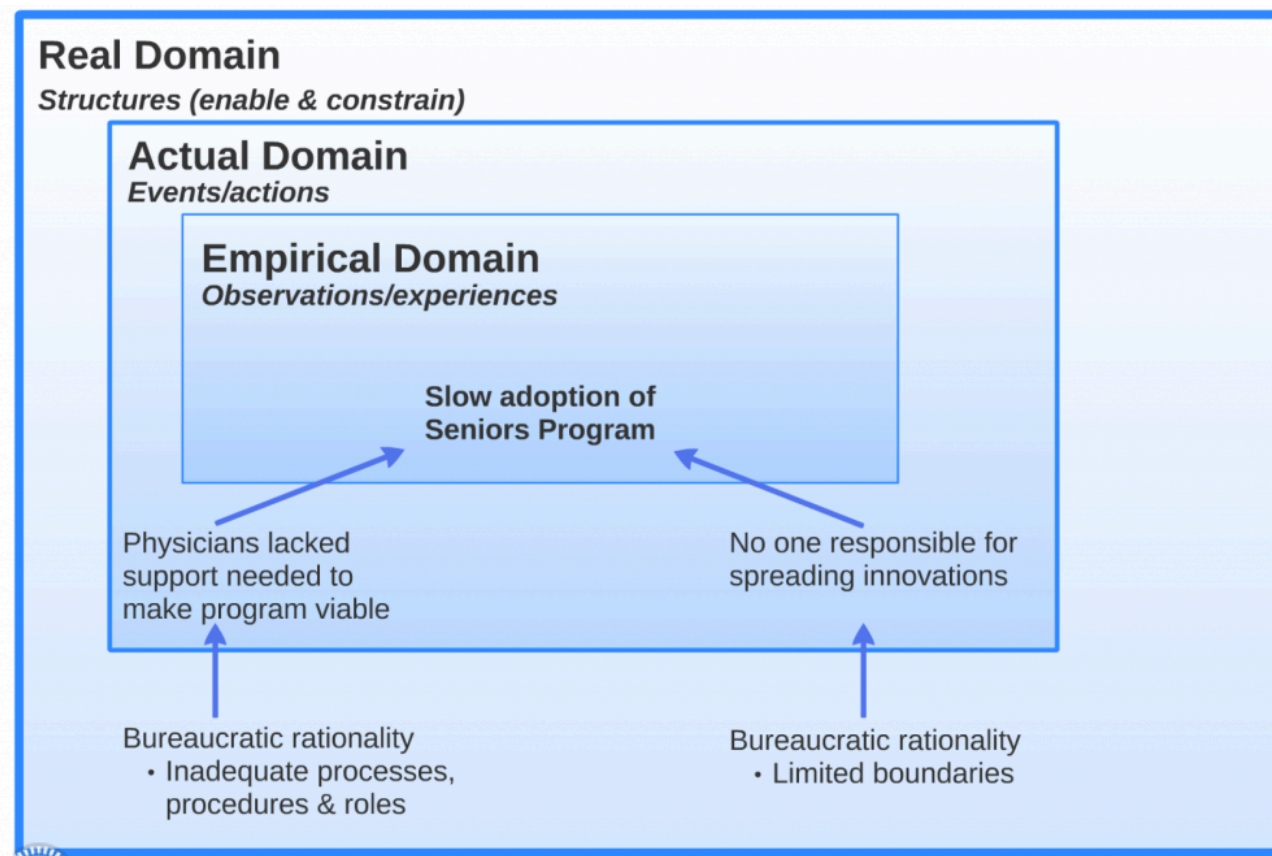 Real Domain
Structures (enable & constrain)
Actual Domain
Events/actions
Empirical Domain
Observations/experiences
Slow adoption of
Seniors Program
Physicians lacked
support needed to
make program viable
No one responsible for
spreading innovations
Bureaucratic rationality
• Inadequate processes,
procedures & roles
Bureaucratic rationality
• Limited boundaries